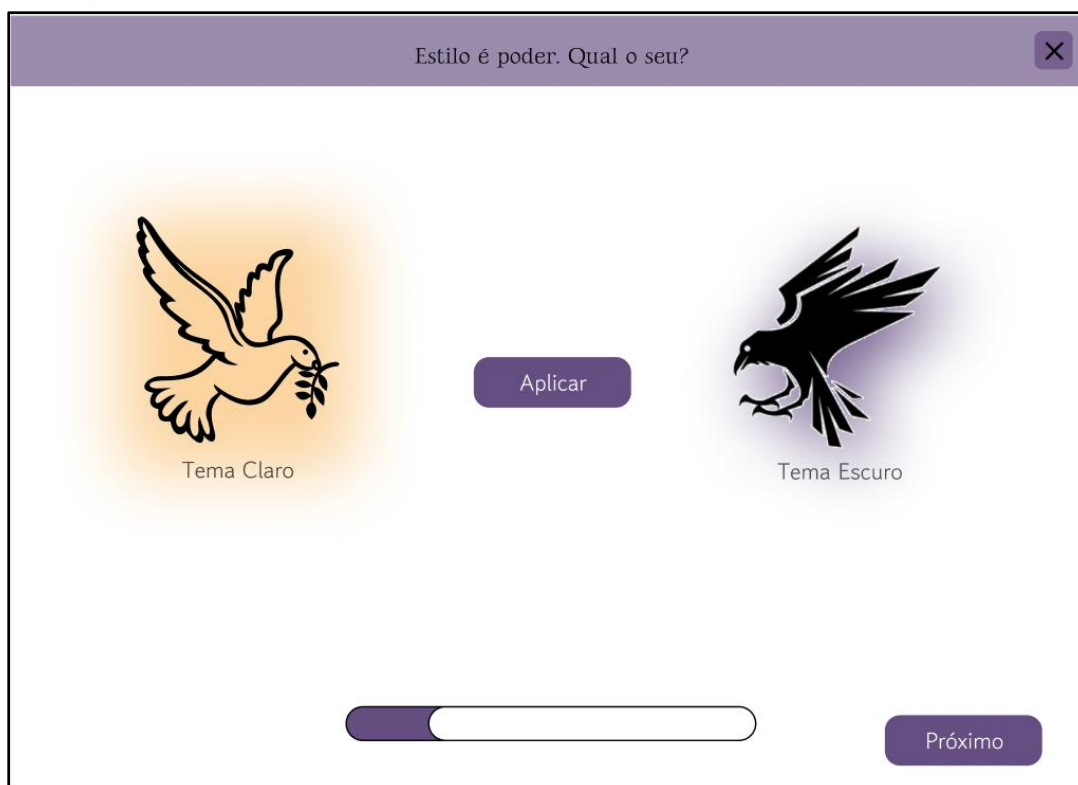 Estilo é poder. Qual o seu?
Aplicar
Tema Claro
Tema Escuro
Próximo